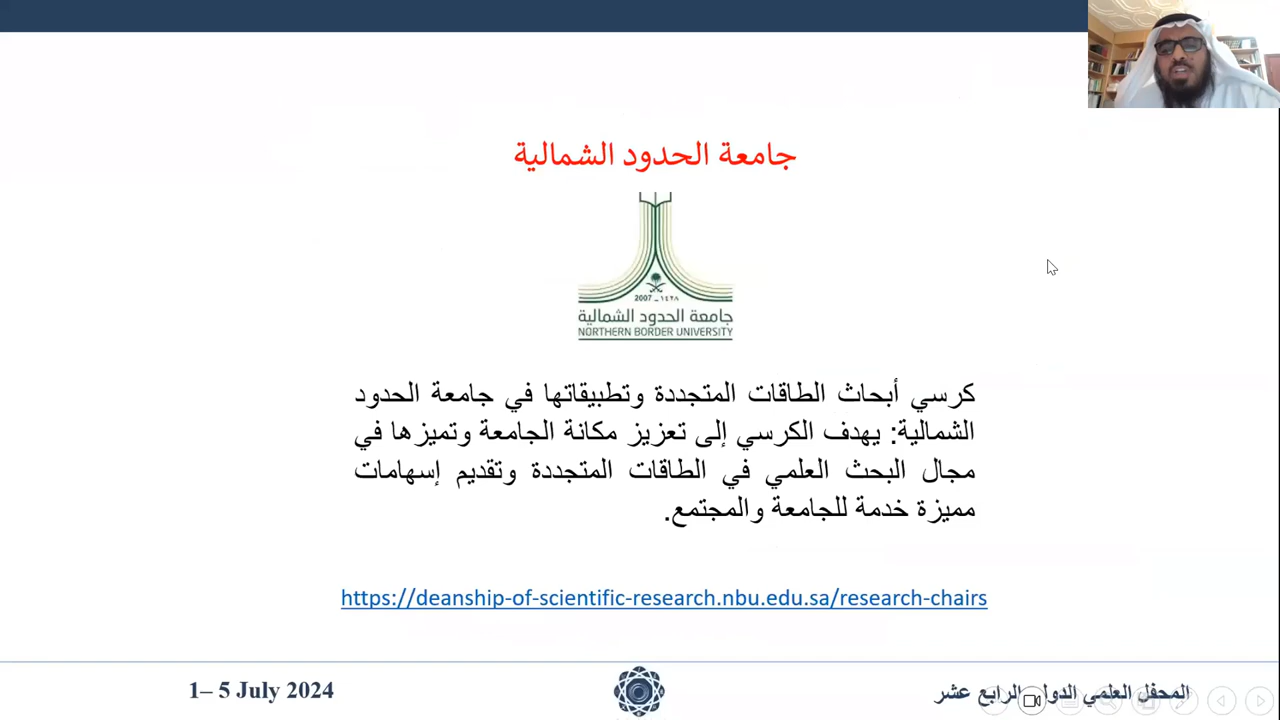 جامعة الحدود الشمالية
2007 _ ١٤٢٨
جامعة الحدود الشمالية
NORTHERN BORDER UNIVERSITY
كرسي أبحاث الطاقات المتجددة وتطبيقاتها في جامعة الحدود
الشمالية: يهدف الكرسي إلى تعزيز مكانة الجامعة وتميزها في
مجال البحث العلمي في الطاقات المتجددة وتقديم إسهامات
مميزة خدمة للجامعة والمجتمع.
https://deanship-of-scientific-research.nbu.edu.sa/research-chairs
المحفل العلمي الدولي الرابع عشر
1– 5 July 2024